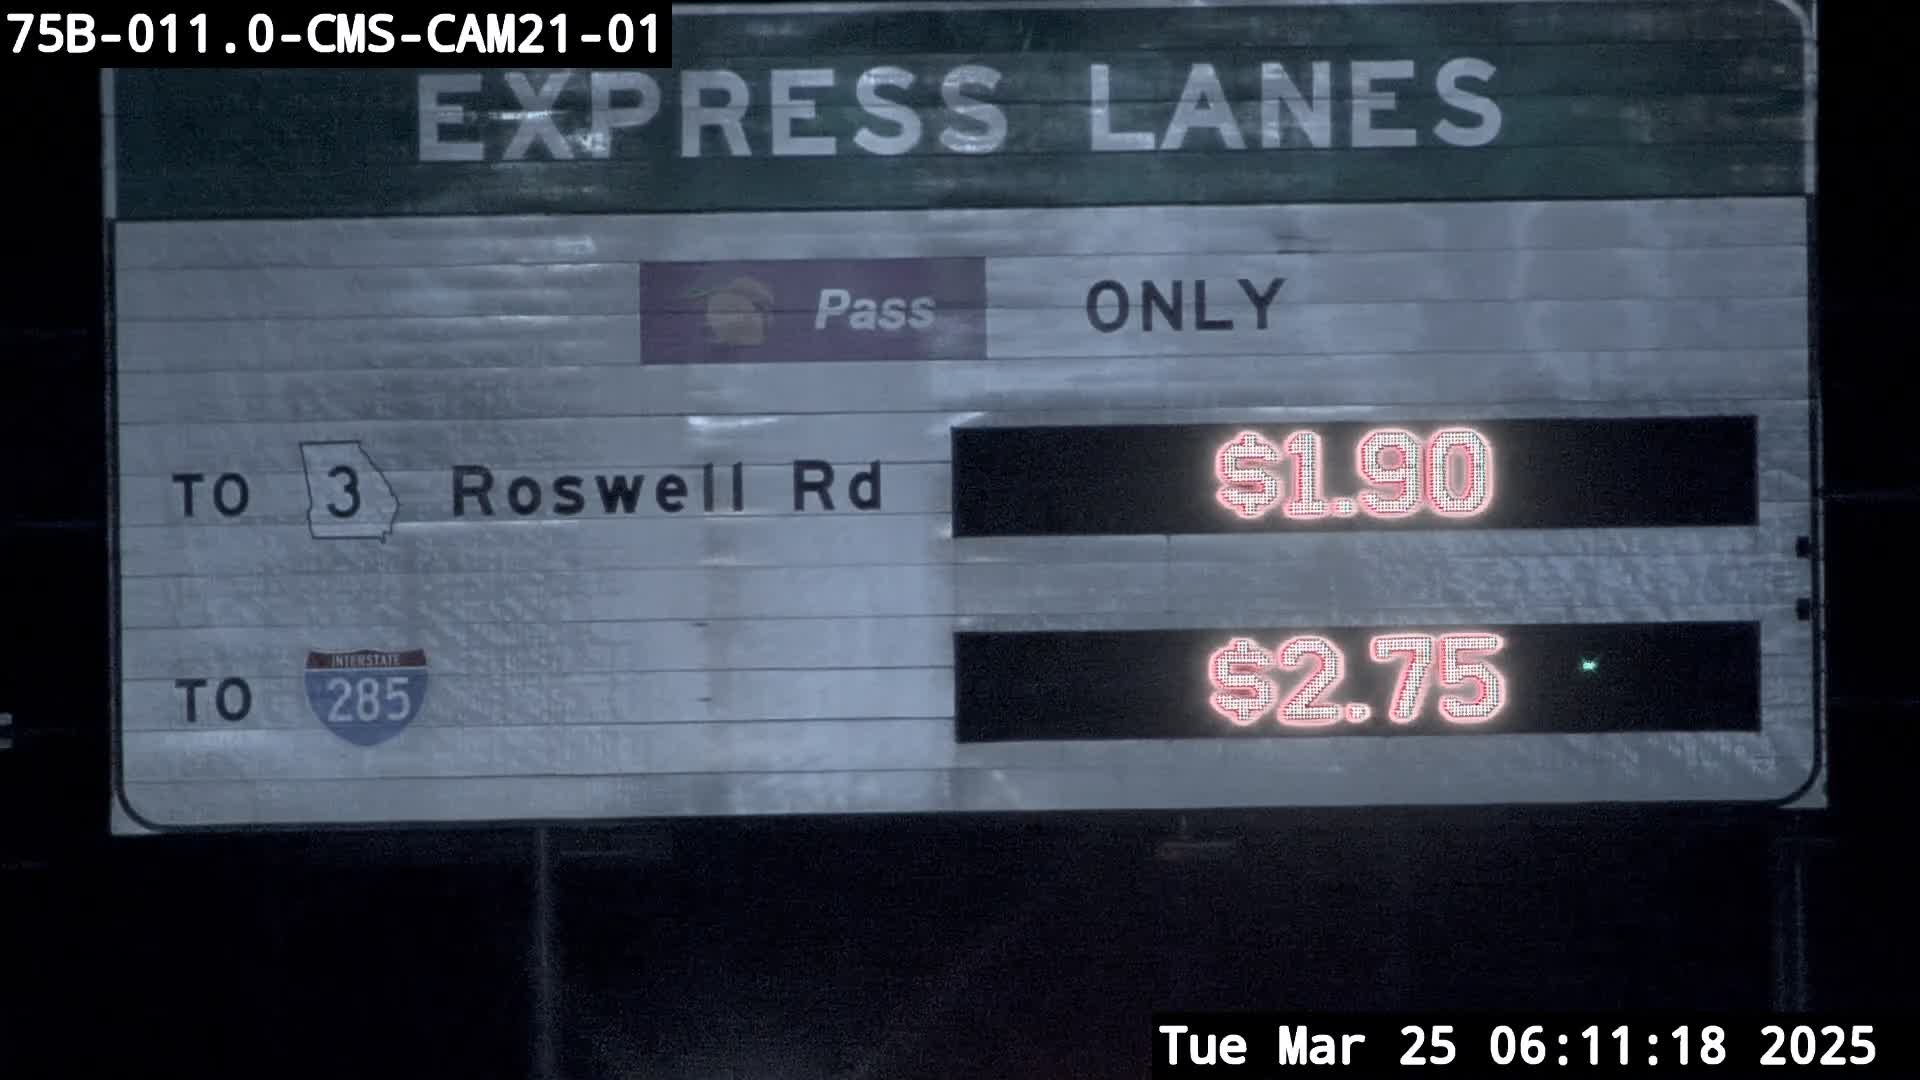 75B-011.0-CMS-CAM21-01
EXPRESS LANES
Pass ONLY
TO 3 Roswell Rd $1.90
INTERSTATE
TO 285 $2.75
Tue Mar 25 06:11:18 2025